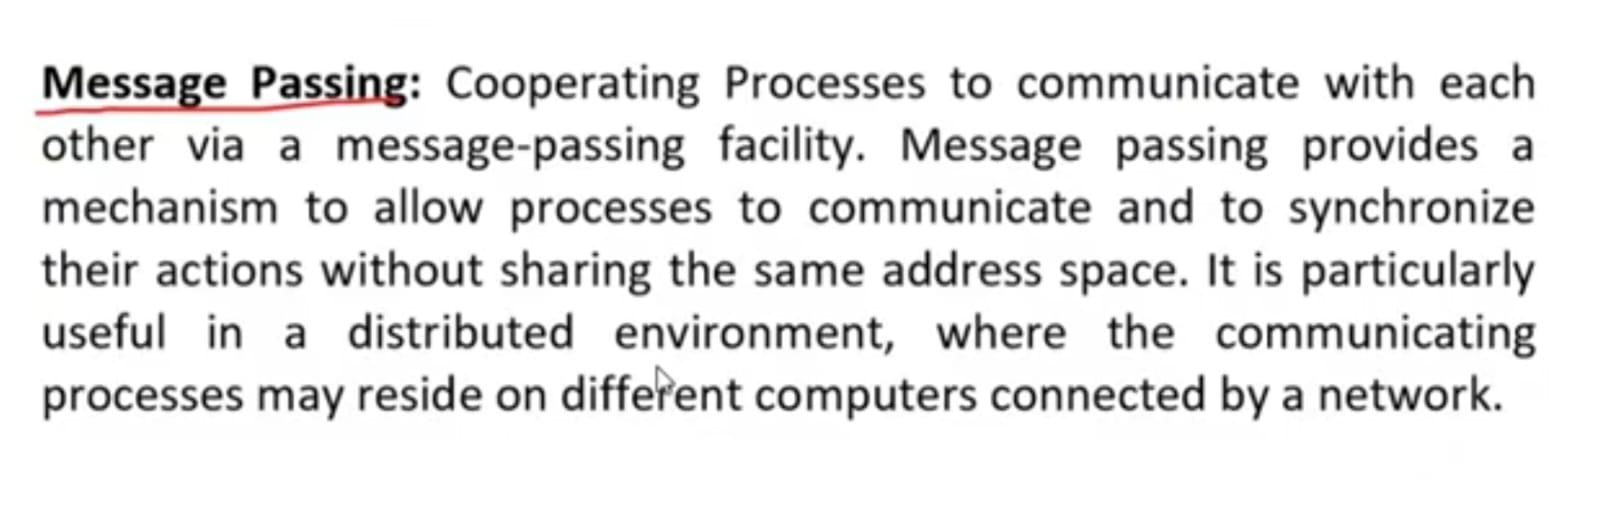 Message Passing: Cooperating Processes to communicate with each
other via a message-passing facility. Message passing provides a
mechanism to allow processes to communicate and to synchronize
their actions without sharing the same address space. It is particularly
useful in a distributed environment, where the communicating
processes may reside on different computers connected by a network.